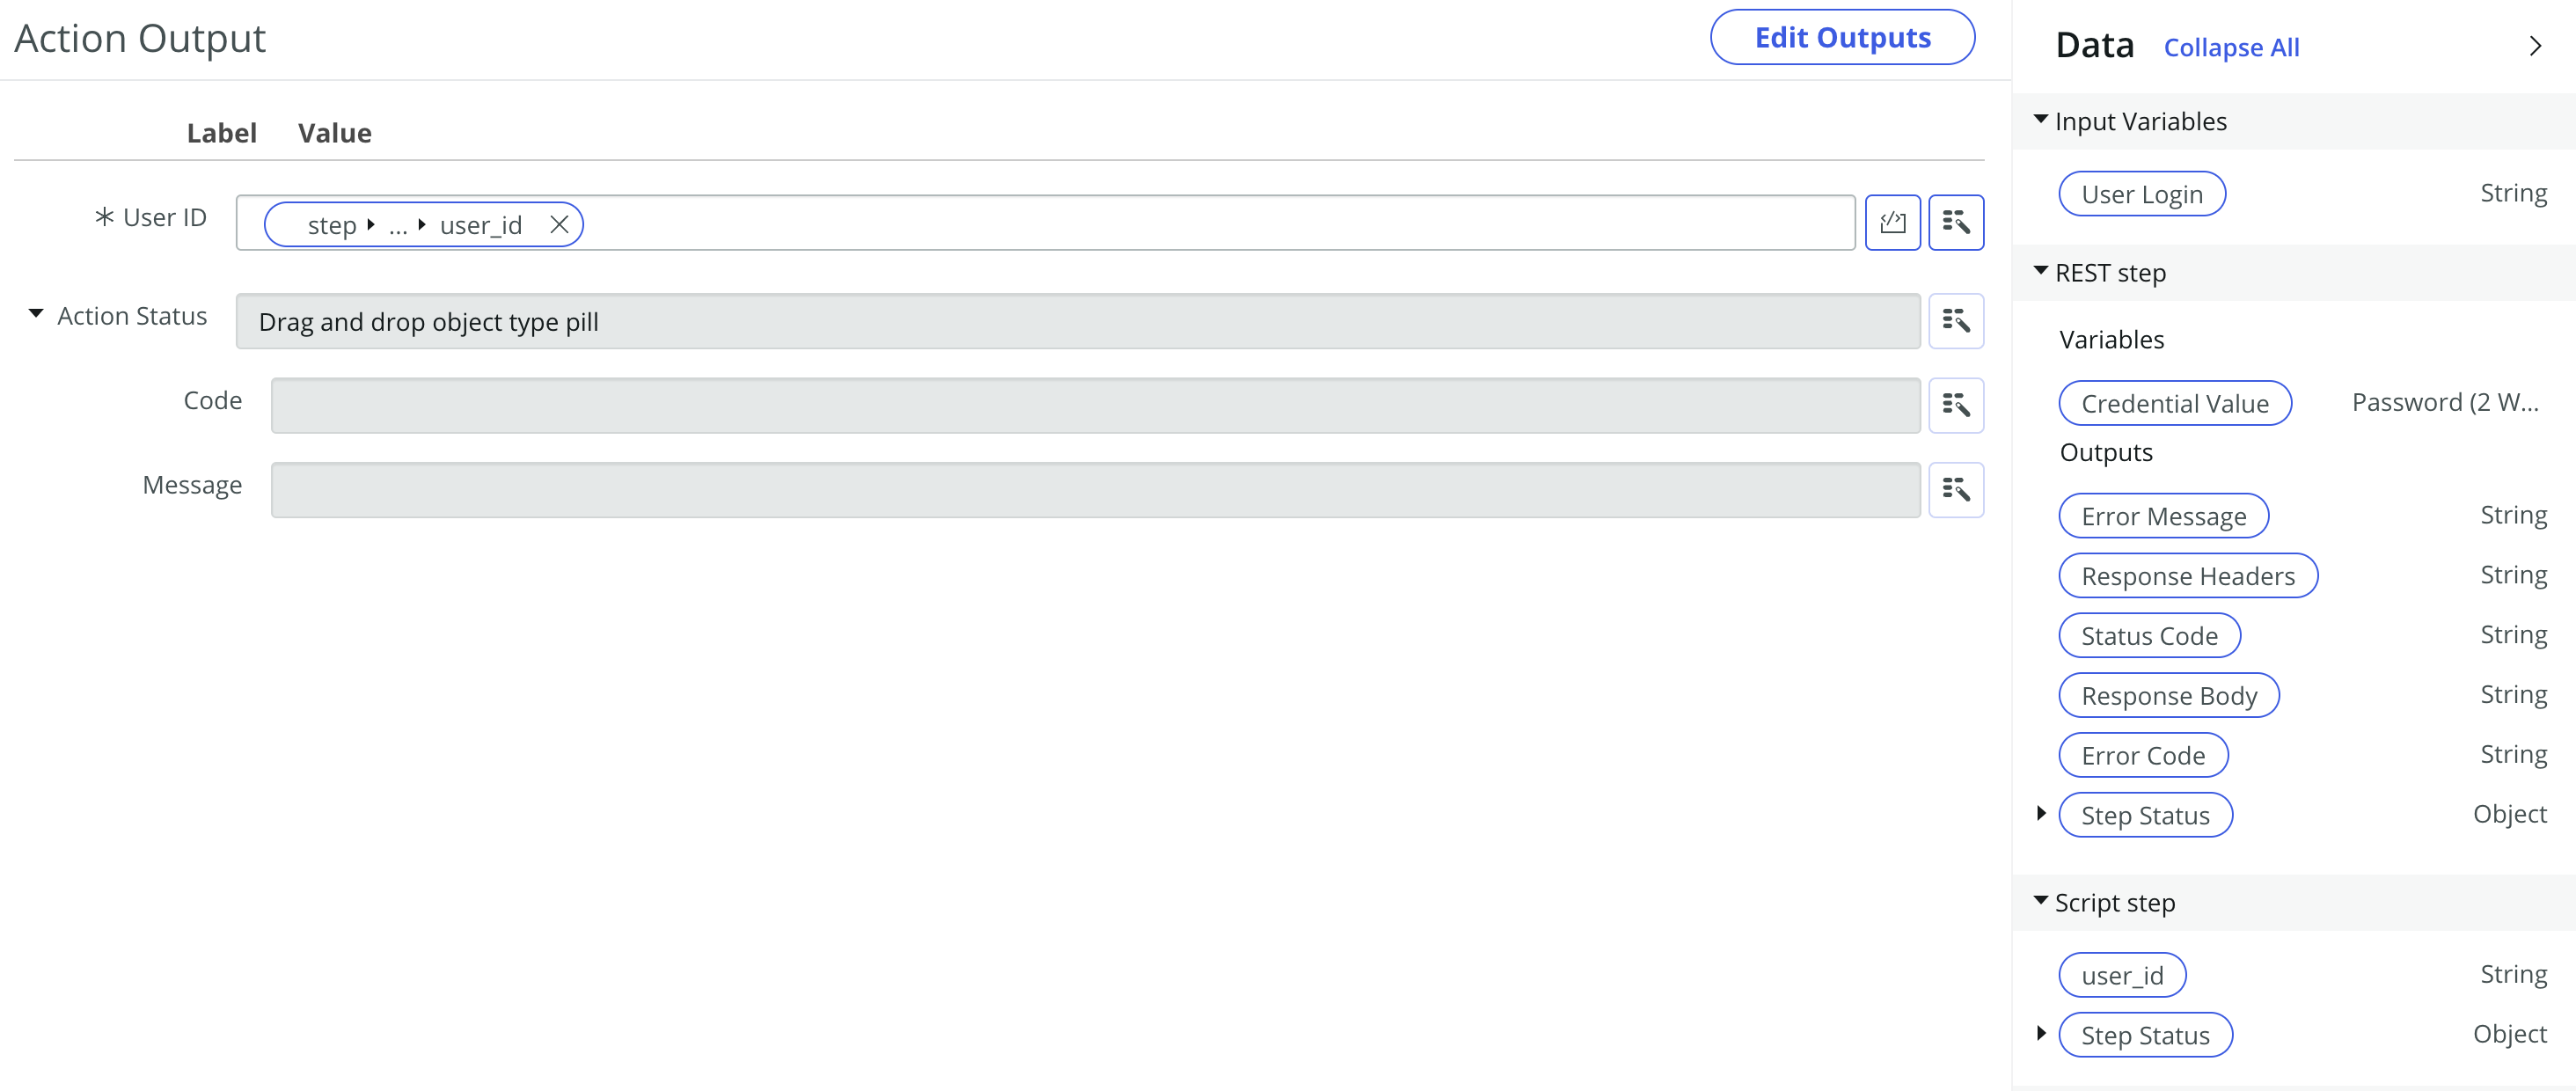 Action Output
Edit Outputs
Label Value
* User ID
step ▸ ... ▸ user_id
Action Status
Drag and drop object type pill
Code
Message
Data Collapse All
Input Variables
User Login String
REST step
Variables
Credential Value Password (2 W...
Outputs
Error Message String
Response Headers String
Status Code String
Response Body String
Error Code String
Step Status Object
Script step
user_id String
Step Status Object